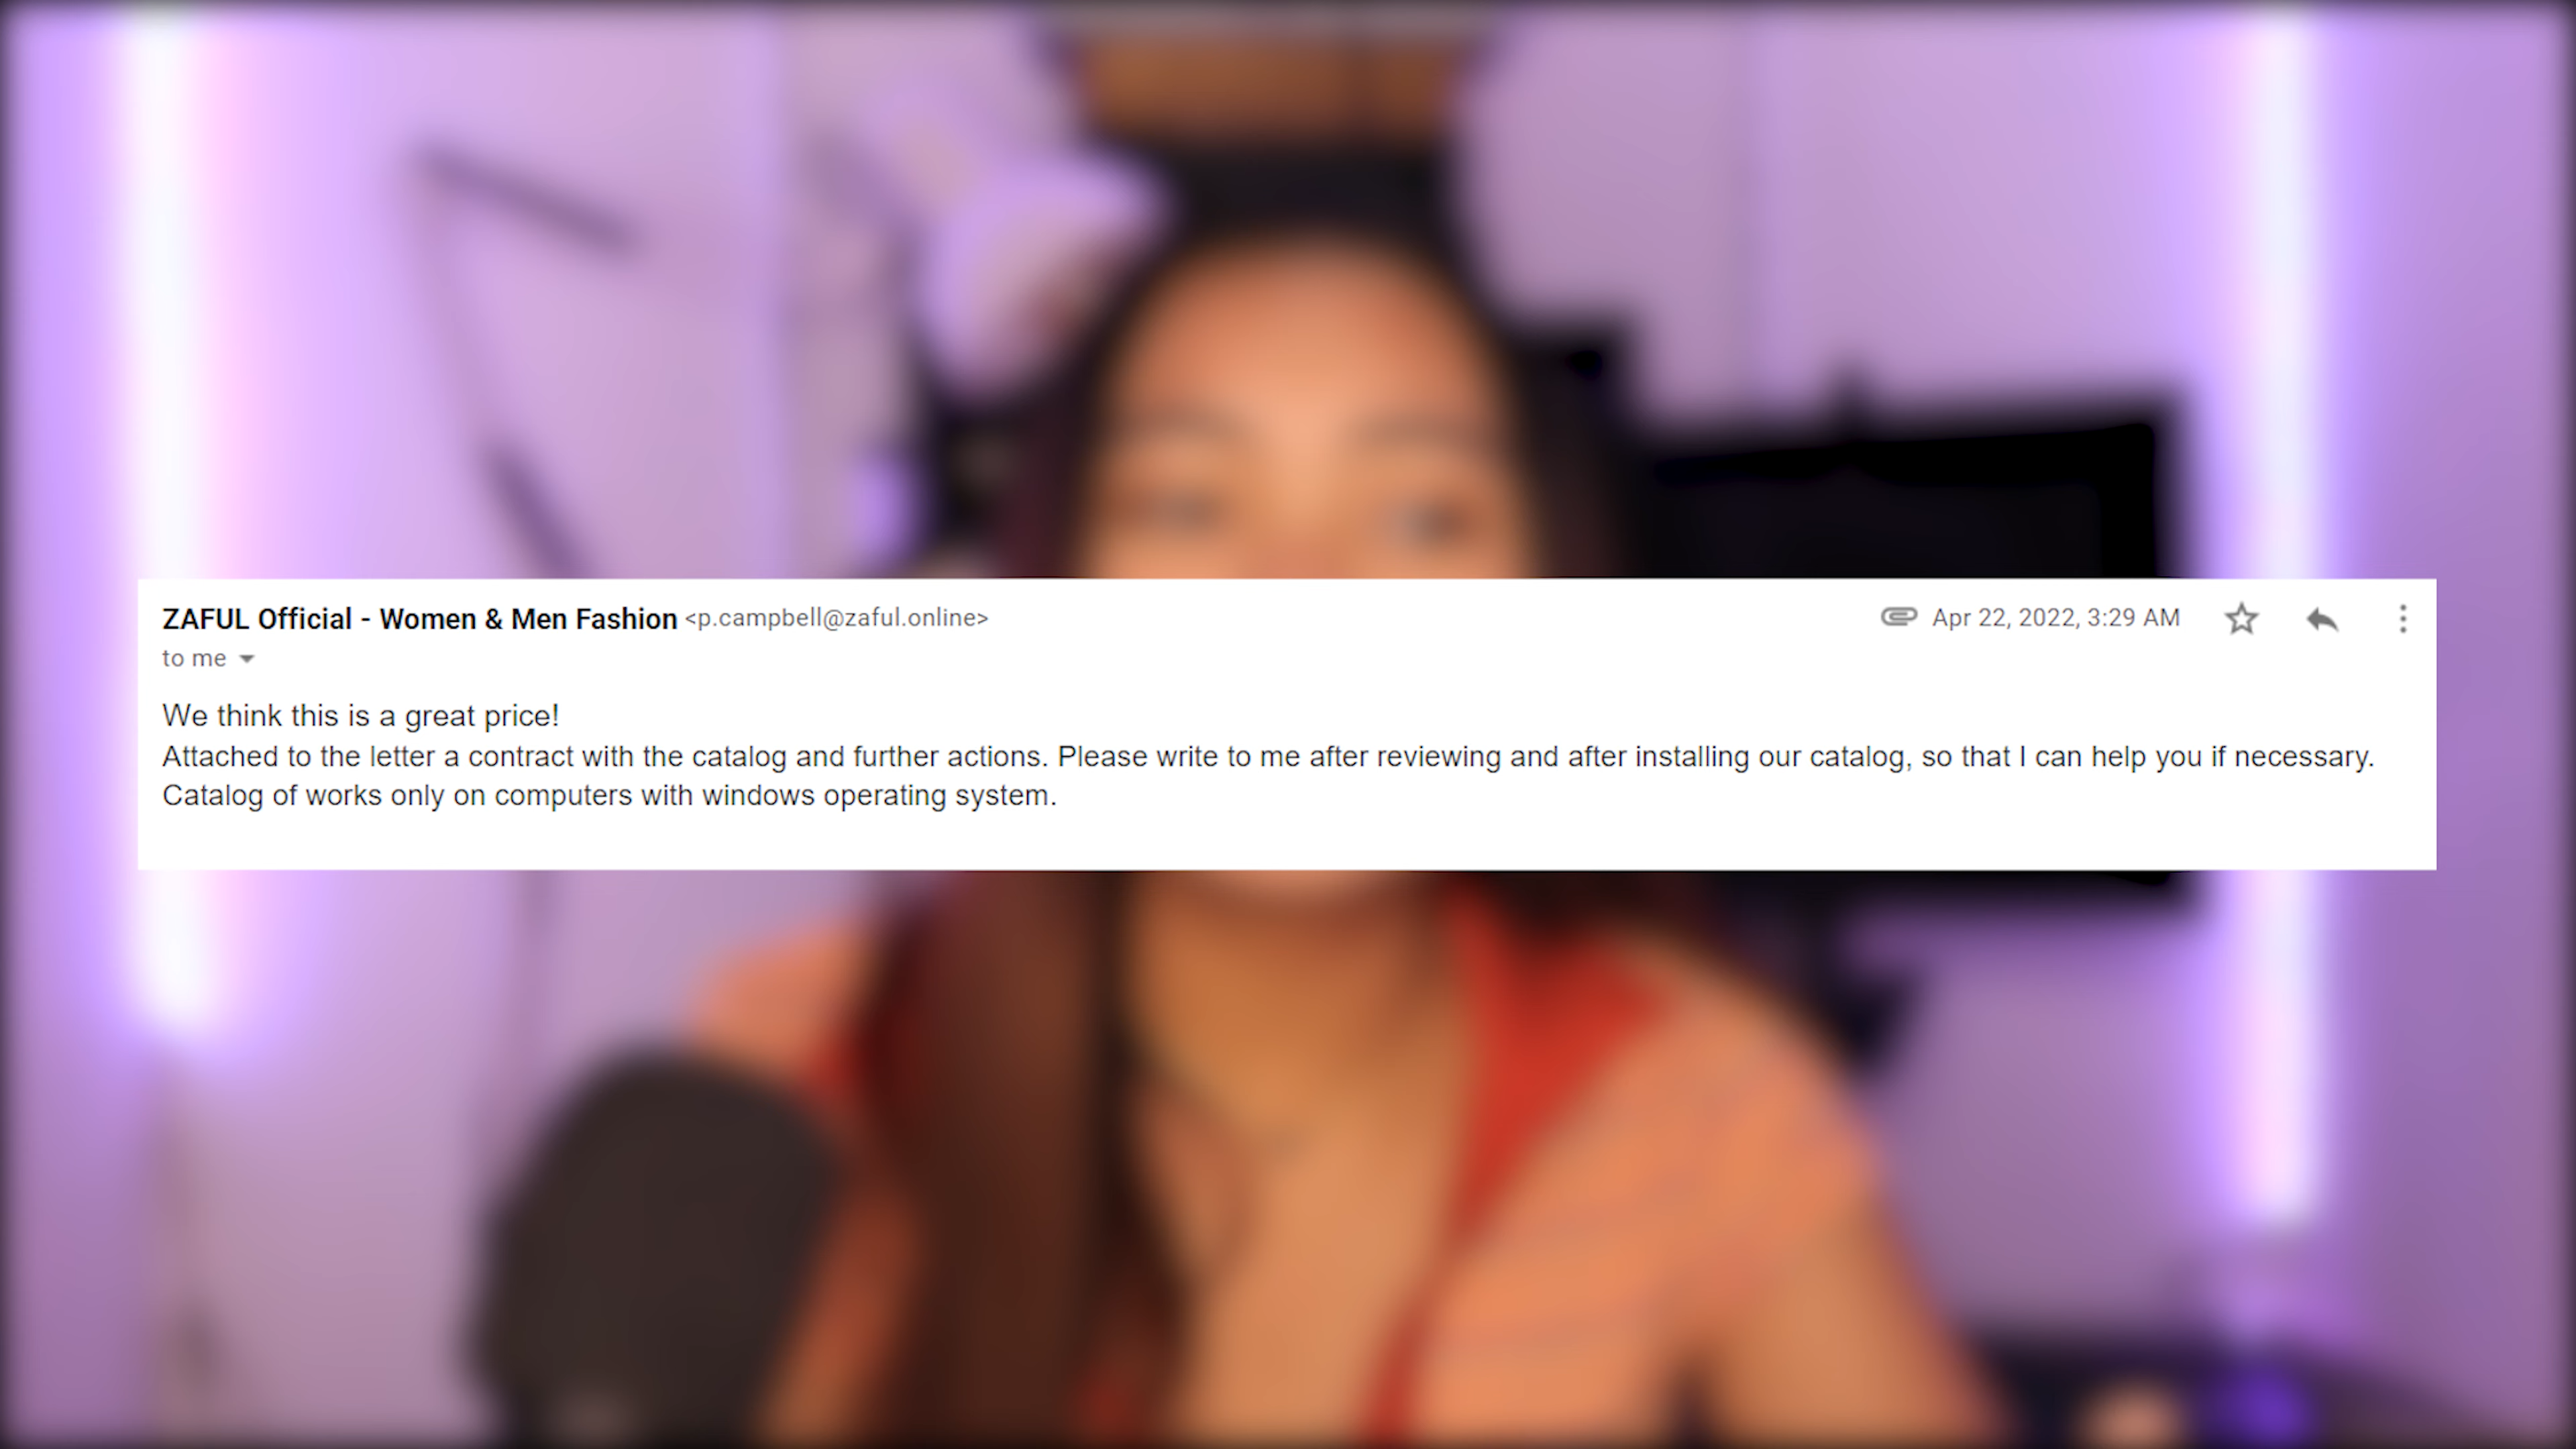 ZAFUL Official - Women & Men Fashion <p.campbell@zaful.online> Apr 22, 2022, 3:29 AM
to me
We think this is a great price!
Attached to the letter a contract with the catalog and further actions. Please write to me after reviewing and after installing our catalog, so that I can help you if necessary.
Catalog of works only on computers with windows operating system.